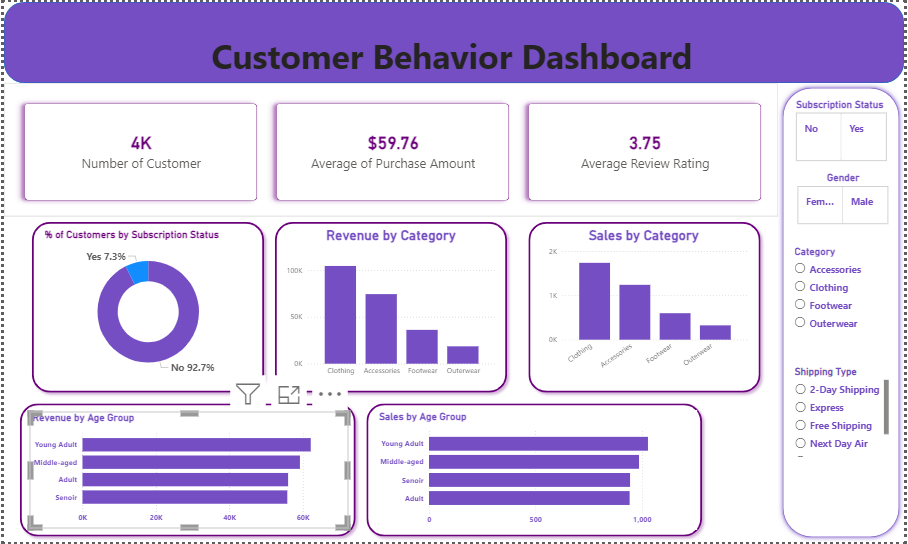 Customer Behavior Dashboard
4K
Number of Customer
$59.76
Average of Purchase Amount
3.75
Average Review Rating
Subscription Status
No Yes
Gender
Fem... Male
Category
Accessories
Clothing
Footwear
Outerwear
Shipping Type
2-Day Shipping
Express
Free Shipping
Next Day Air
% of Customers by Subscription Status
Yes 7.3%
No 92.7%
Revenue by Category
100K
50K
0K
Clothing Accessories Footwear Outerwear
Sales by Category
2K
1K
0K
Clothing Accessories Footwear Outerwear
Revenue by Age Group
Young Adult
Middle-aged
Adult
Senoir
0K 20K 40K 60K
Sales by Age Group
Young Adult
Middle-aged
Senoir
Adult
0 500 1,000